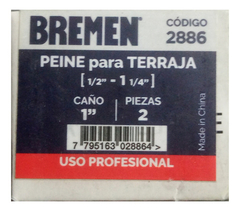 BREMEN®
CÓDIGO
2886
PEINE para TERRAJA
[ 1/2" - 1 1/4" ]
CAÑO
1"
PIEZAS
2
7 795163 028864 >
Made in China
USO PROFESIONAL